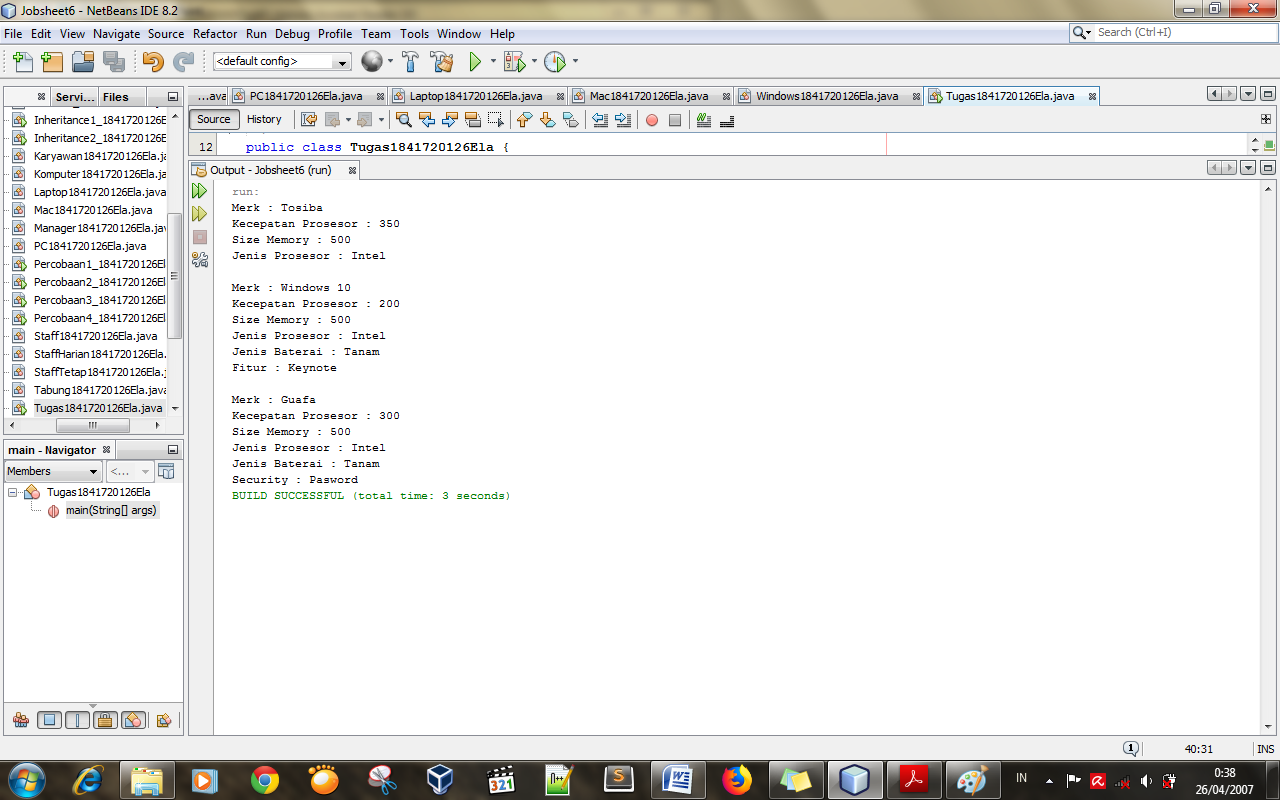 Jobsheet6 - NetBeans IDE 8.2
File Edit View Navigate Source Refactor Run Debug Profile Team Tools Window Help
Search (Ctrl+I)
<default config>
Servi... Files
...ava PC1841720126Ela.java Laptop1841720126Ela.java Mac1841720126Ela.java Windows1841720126Ela.java Tugas1841720126Ela.java
Source History
12 public class Tugas1841720126Ela {
Inheritance1_1841720126E
Inheritance2_1841720126E
Karyawan1841720126Ela.ja
Komputer1841720126Ela.ja
Laptop1841720126Ela.java
Mac1841720126Ela.java
Manager1841720126Ela.jav
PC1841720126Ela.java
Percobaan1_1841720126El
Percobaan2_1841720126El
Percobaan3_1841720126El
Percobaan4_1841720126El
Staff1841720126Ela.java
StaffHarian1841720126Ela.
StaffTetap1841720126Ela.j
Tabung1841720126Ela.java
Tugas1841720126Ela.java
main - Navigator
Members <...
Tugas1841720126Ela
main(String[] args)
Output - Jobsheet6 (run)
run:
Merk : Tosiba
Kecepatan Prosesor : 350
Size Memory : 500
Jenis Prosesor : Intel
Merk : Windows 10
Kecepatan Prosesor : 200
Size Memory : 500
Jenis Prosesor : Intel
Jenis Baterai : Tanam
Fitur : Keynote
Merk : Guafa
Kecepatan Prosesor : 300
Size Memory : 500
Jenis Prosesor : Intel
Jenis Baterai : Tanam
Security : Pasword
BUILD SUCCESSFUL (total time: 3 seconds)
1 40:31 INS
321
IN 0:38
26/04/2007